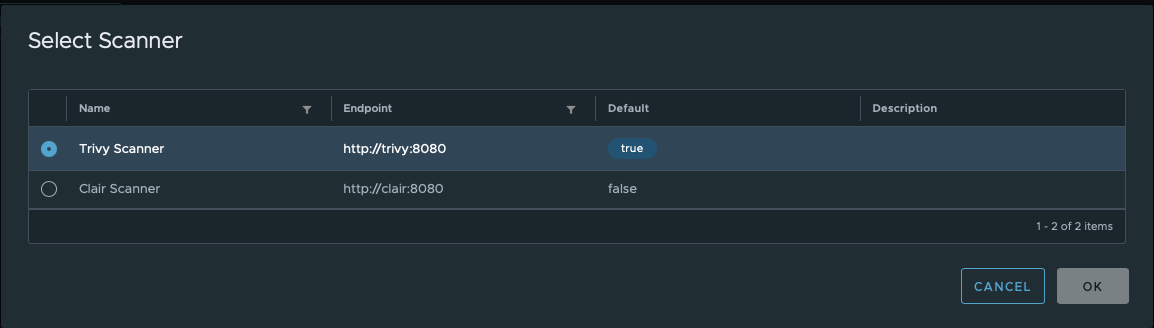 Select Scanner
Name Endpoint Default Description
Trivy Scanner http://trivy:8080 true
Clair Scanner http://clair:8080 false
1 - 2 of 2 items
CANCEL OK